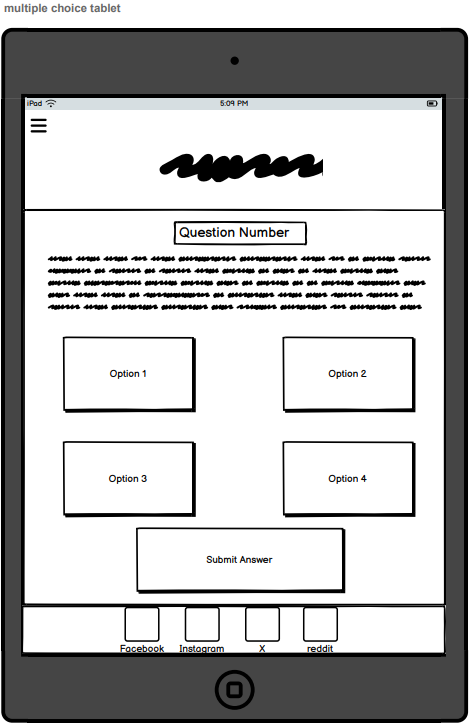 multiple choice tablet
iPod 5:09 PM
Question Number
Option 1 Option 2
Option 3 Option 4
Submit Answer
Facebook Instagram X reddit